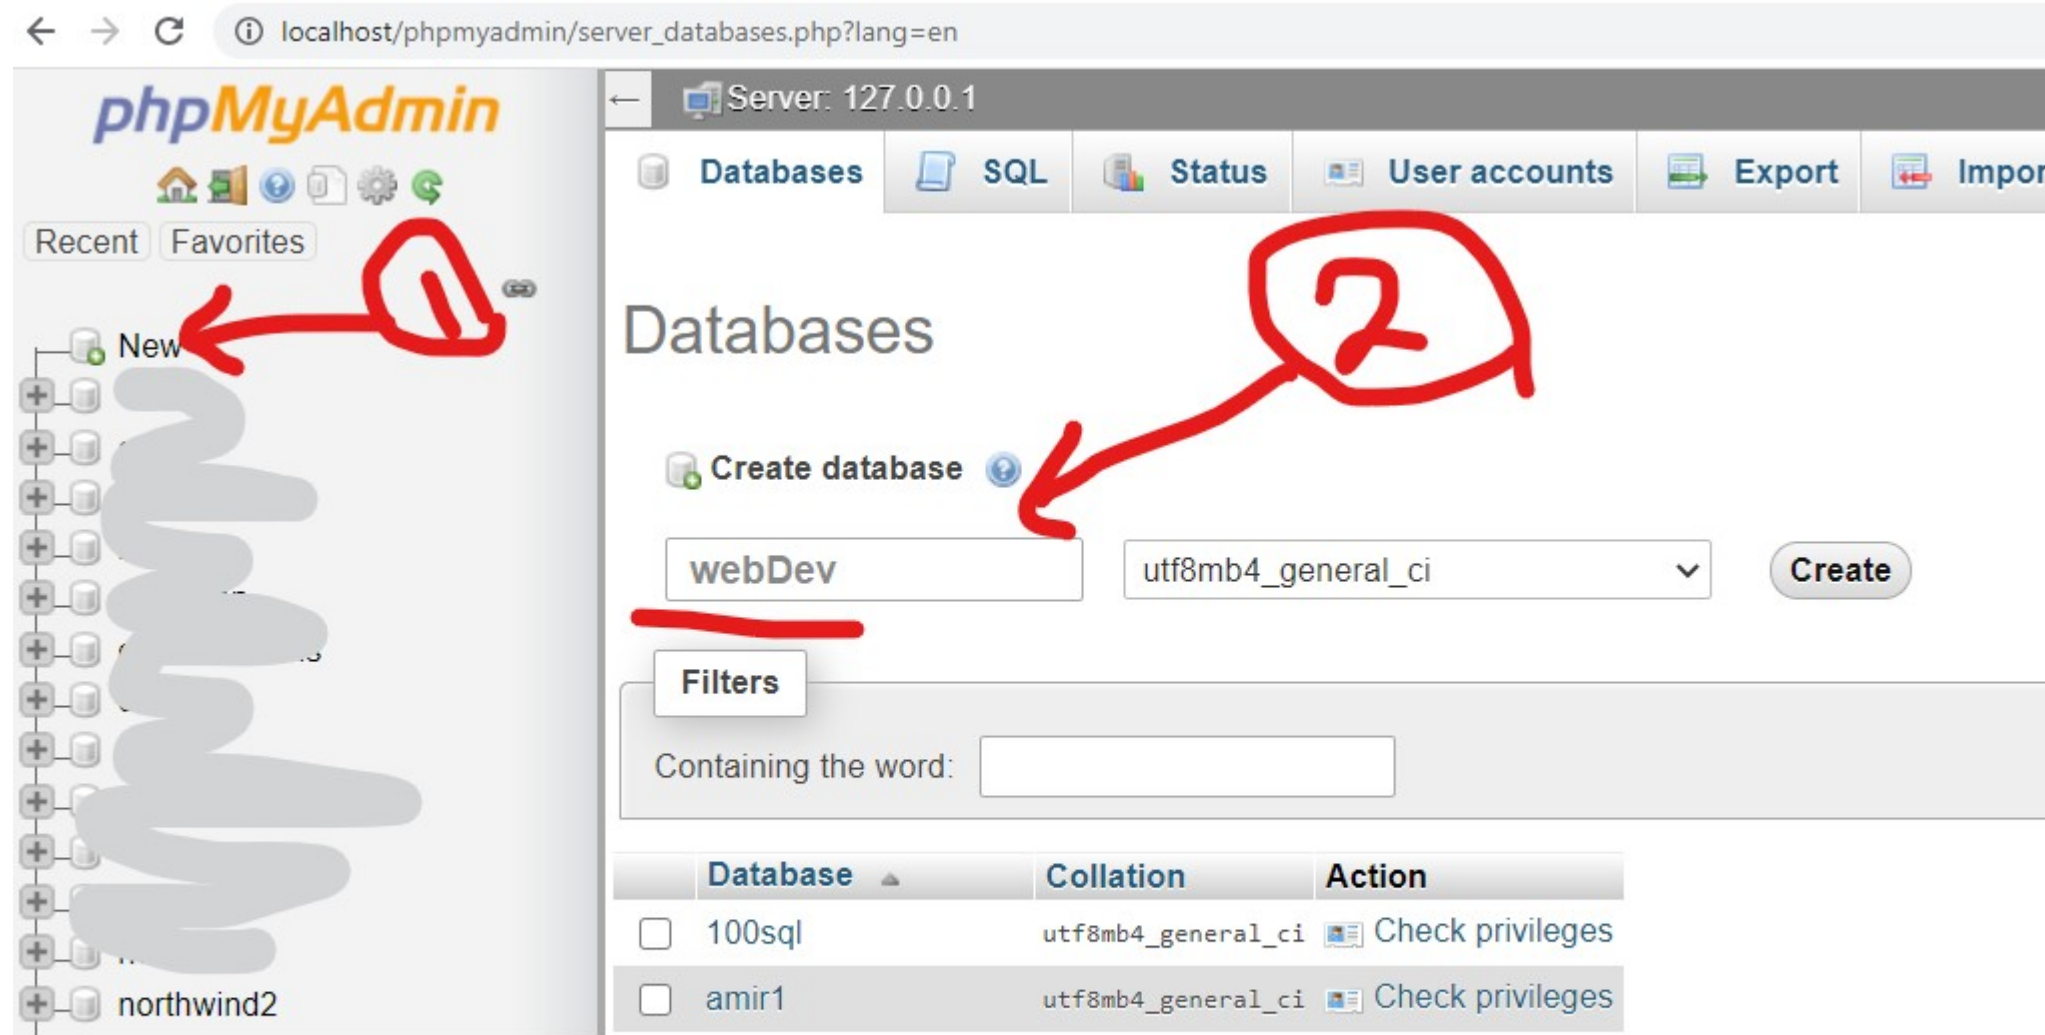 localhost/phpmyadmin/server_databases.php?lang=en
phpMyAdmin
Recent Favorites
New
northwind2
1
Server: 127.0.0.1
Databases SQL Status User accounts Export Impor
2
Databases
Create database
webDev utf8mb4_general_ci Create
Filters
Containing the word:
Database Collation Action
100sql utf8mb4_general_ci Check privileges
amir1 utf8mb4_general_ci Check privileges